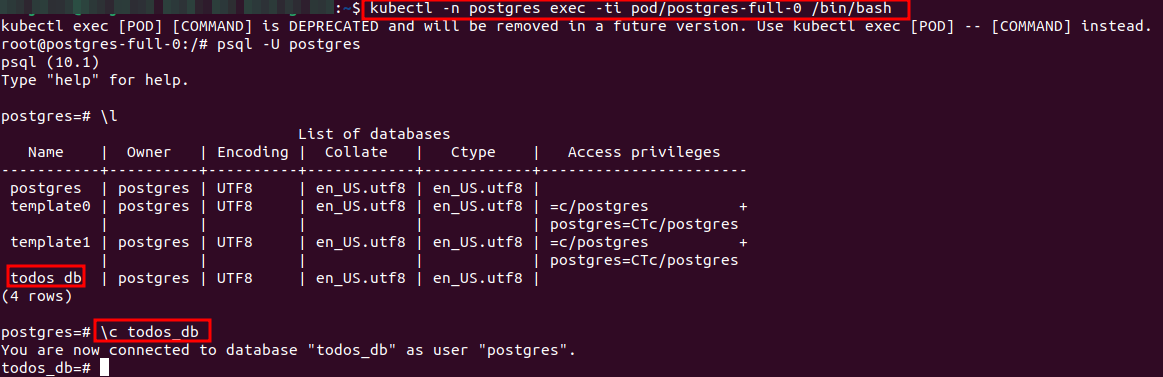 :~$ kubectl -n postgres exec -ti pod/postgres-full-0 /bin/bash
kubectl exec [POD] [COMMAND] is DEPRECATED and will be removed in a future version. Use kubectl exec [POD] -- [COMMAND] instead.
root@postgres-full-0:/# psql -U postgres
psql (10.1)
Type "help" for help.

postgres=# \l
                                 List of databases
   Name    |  Owner   | Encoding |  Collate   |   Ctype    |   Access privileges
-----------+----------+----------+------------+------------+-----------------------
 postgres  | postgres | UTF8     | en_US.utf8 | en_US.utf8 |
 template0 | postgres | UTF8     | en_US.utf8 | en_US.utf8 | =c/postgres          +
           |          |          |            |            | postgres=CTc/postgres
 template1 | postgres | UTF8     | en_US.utf8 | en_US.utf8 | =c/postgres          +
           |          |          |            |            | postgres=CTc/postgres
 todos_db  | postgres | UTF8     | en_US.utf8 | en_US.utf8 |
(4 rows)

postgres=# \c todos_db
You are now connected to database "todos_db" as user "postgres".
todos_db=#